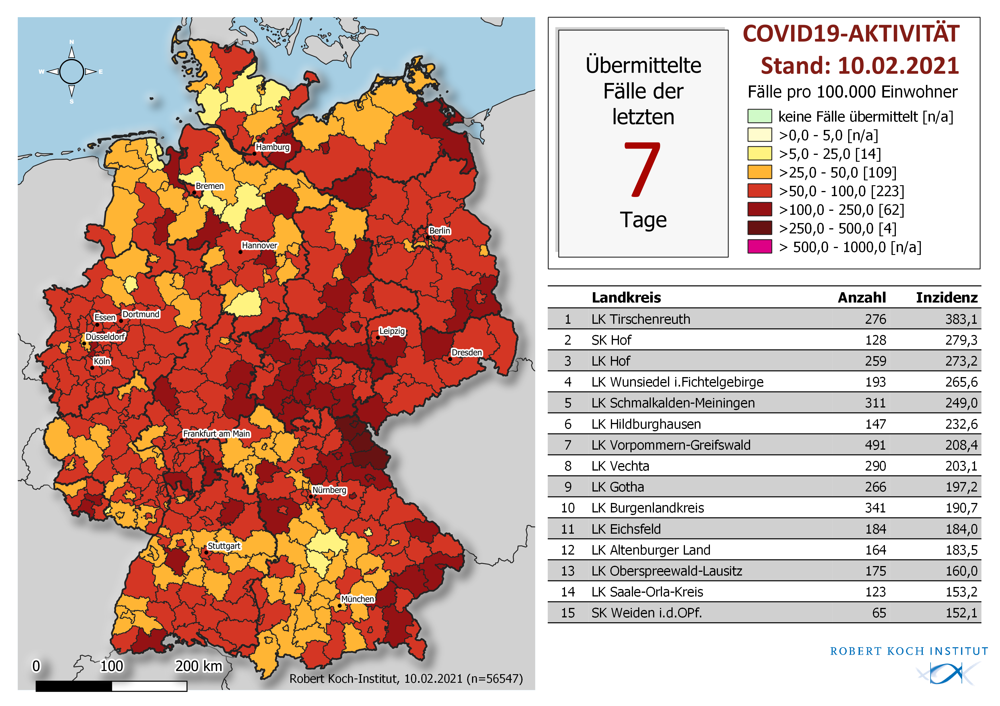 N
W E
S
Hamburg
Bremen
Berlin
Hannover
Essen
Dortmund
Düsseldorf
Leipzig
Köln
Dresden
Frankfurt am Main
Nürnberg
Stuttgart
München
0 100 200 km
Robert Koch-Institut, 10.02.2021 (n=56547)
Übermittelte
Fälle der
letzten
7
Tage
COVID19-AKTIVITÄT
Stand: 10.02.2021
Fälle pro 100.000 Einwohner
keine Fälle übermittelt [n/a]
>0,0 - 5,0 [n/a]
>5,0 - 25,0 [14]
>25,0 - 50,0 [109]
>50,0 - 100,0 [223]
>100,0 - 250,0 [62]
>250,0 - 500,0 [4]
> 500,0 - 1000,0 [n/a]
Landkreis Anzahl Inzidenz
1 LK Tirschenreuth 276 383,1
2 SK Hof 128 279,3
3 LK Hof 259 273,2
4 LK Wunsiedel i.Fichtelgebirge 193 265,6
5 LK Schmalkalden-Meiningen 311 249,0
6 LK Hildburghausen 147 232,6
7 LK Vorpommern-Greifswald 491 208,4
8 LK Vechta 290 203,1
9 LK Gotha 266 197,2
10 LK Burgenlandkreis 341 190,7
11 LK Eichsfeld 184 184,0
12 LK Altenburger Land 164 183,5
13 LK Oberspreewald-Lausitz 175 160,0
14 LK Saale-Orla-Kreis 123 153,2
15 SK Weiden i.d.OPf. 65 152,1
ROBERT KOCH INSTITUT